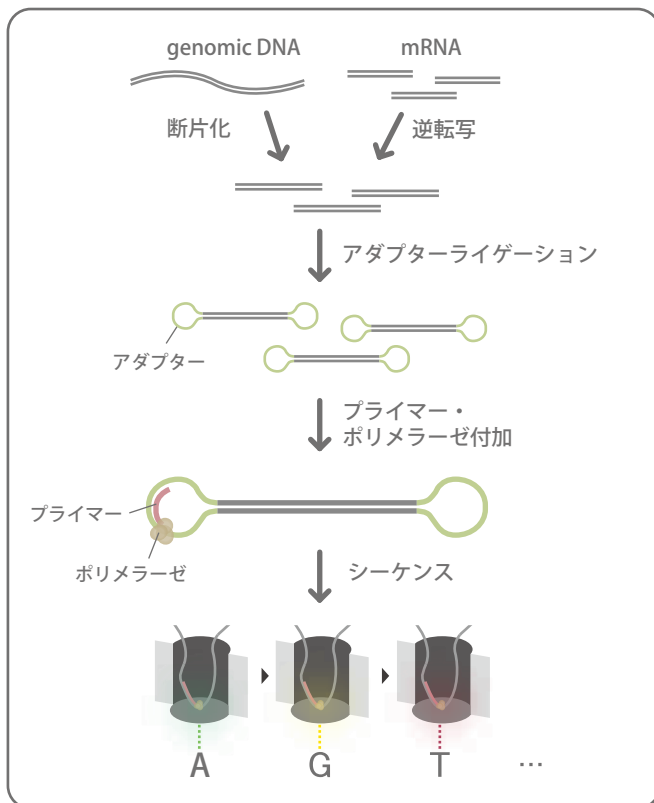 genomic DNA
mRNA
断片化
逆転写
アダプターライゲーション
アダプター
プライマー・
ポリメラーゼ付加
プライマー
ポリメラーゼ
シーケンス
A
G
T
…